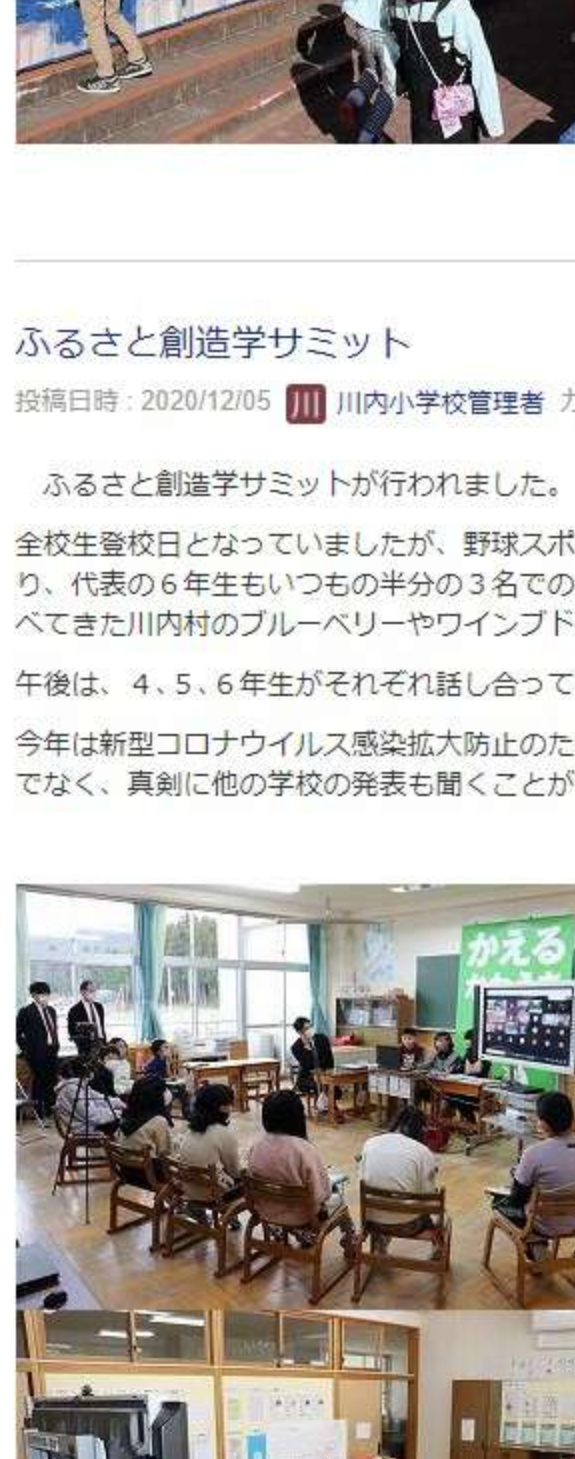 ふるさと創造学サミット
投稿日時 : 2020/12/05 川 川内小学校管理者
ふるさと創造学サミットが行われました。
全校生登校日となっていましたが、野球スポ
り、代表の６年生もいつもの半分の３名での
べてきた川内村のブルーベリーやワインブド
午後は、４、５、６年生がそれぞれ話し合って
今年は新型コロナウイルス感染拡大防止のた
でなく、真剣に他の学校の発表も聞くことが
かえる